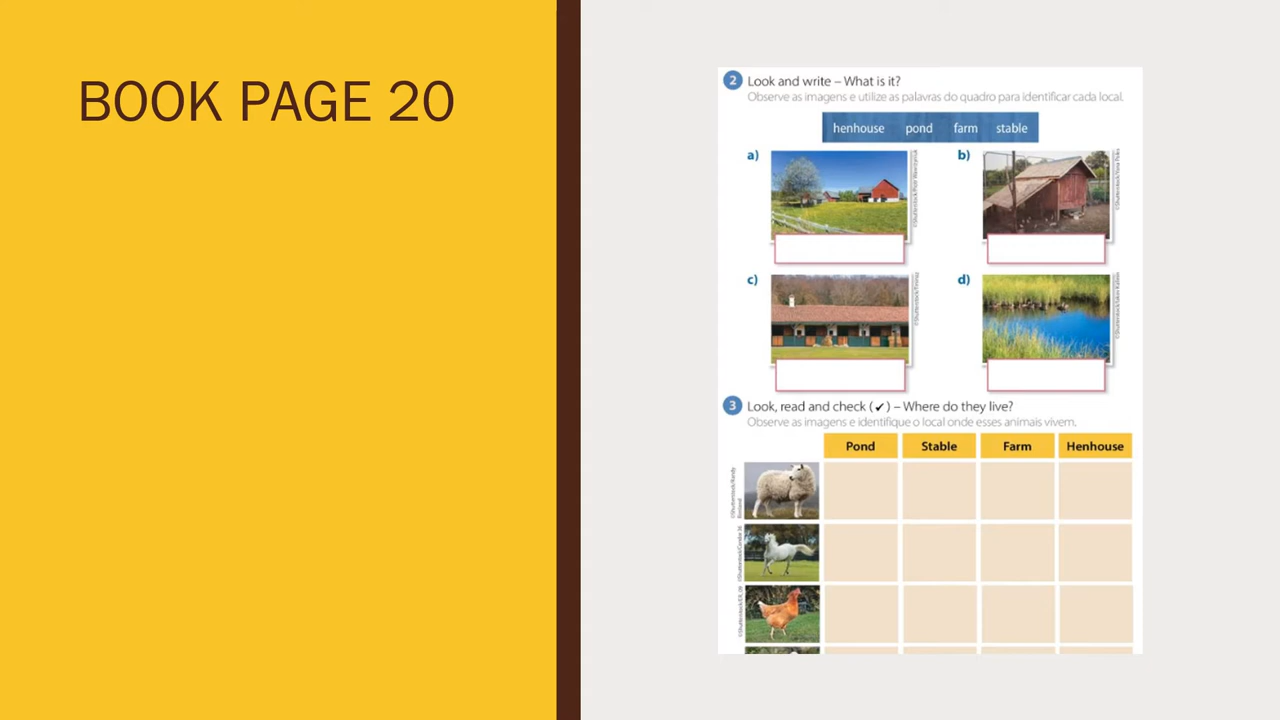 BOOK PAGE 20
2 Look and write – What is it?
Observe as imagens e utilize as palavras do quadro para identificar cada local.
henhouse pond farm stable
a) b)
c) d)
3 Look, read and check (✓) – Where do they live?
Observe as imagens e identifique o local onde esses animais vivem.
Pond Stable Farm Henhouse